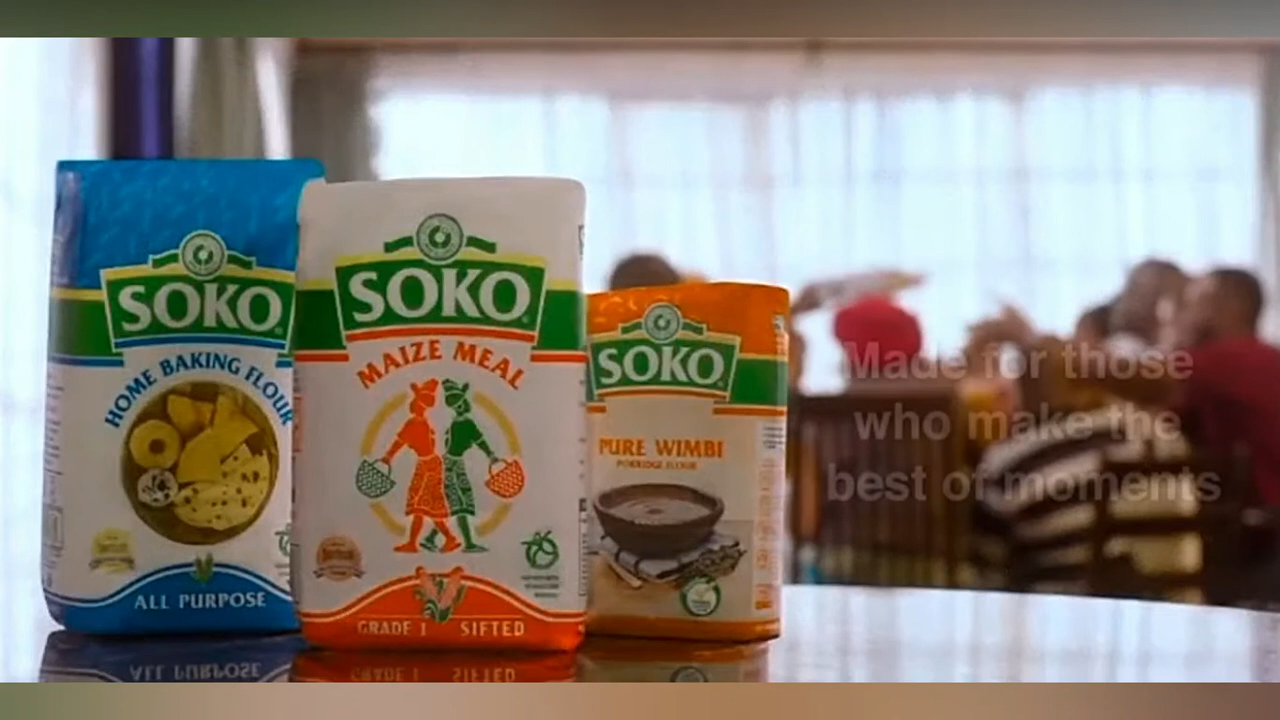 SOKO
HOME BAKING FLOUR
ALL PURPOSE
SOKO
MAIZE MEAL
GRADE 1 SIFTED
SOKO
PURE WIMBI
PORRIDGE FLOUR
Made for those
who make the
best of moments